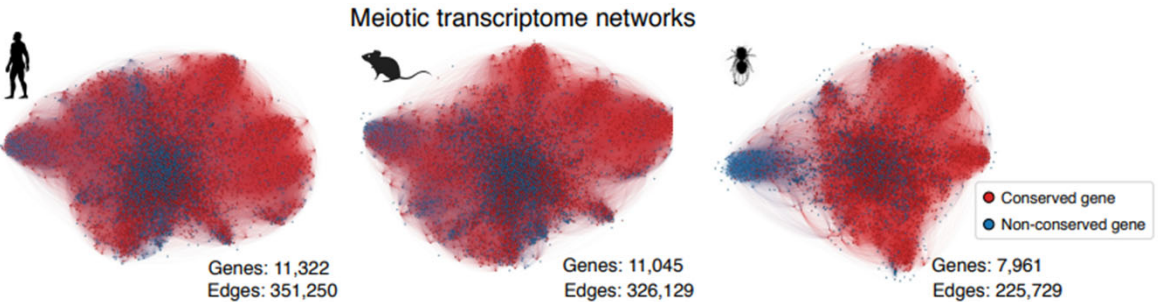 Meiotic transcriptome networks
Genes: 11,322
Edges: 351,250
Genes: 11,045
Edges: 326,129
Conserved gene
Non-conserved gene
Genes: 7,961
Edges: 225,729